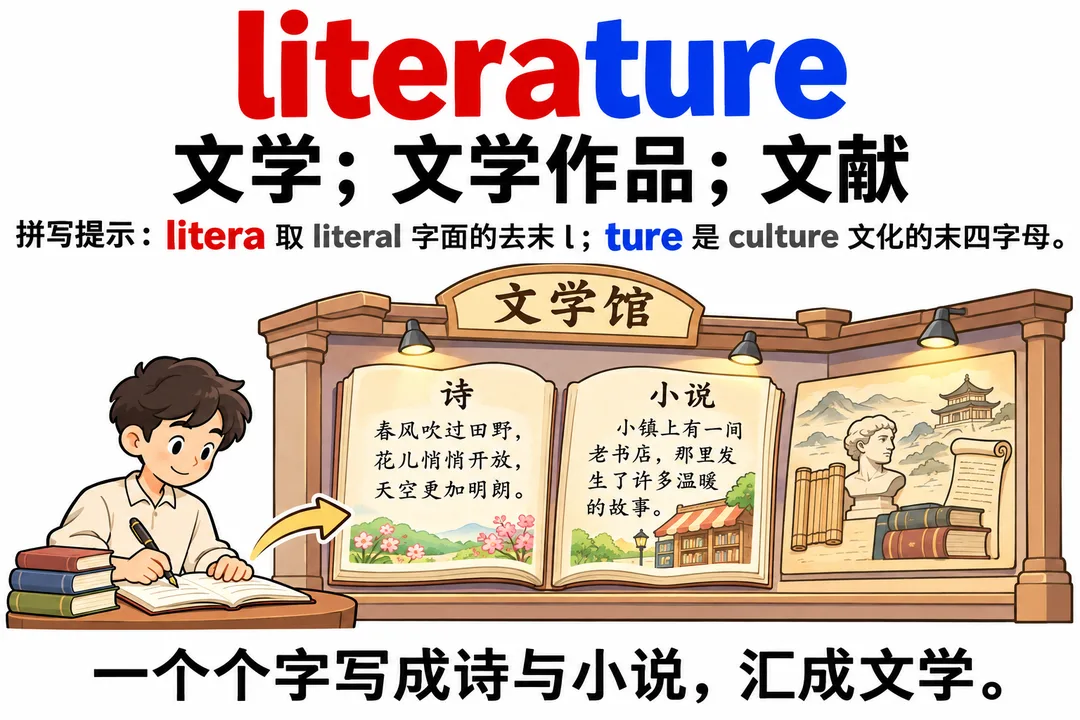 literature
文学；文学作品；文献
拼写提示：litera 取 literal 字面的去末 l；ture 是 culture 文化的末四字母。
文学馆
诗
春风吹过田野，
花儿悄悄开放，
天空更加明朗。
小说
小镇上有一间
老书店，那里发
生了许多温暖
的故事。
一个个字写成诗与小说，汇成文学。